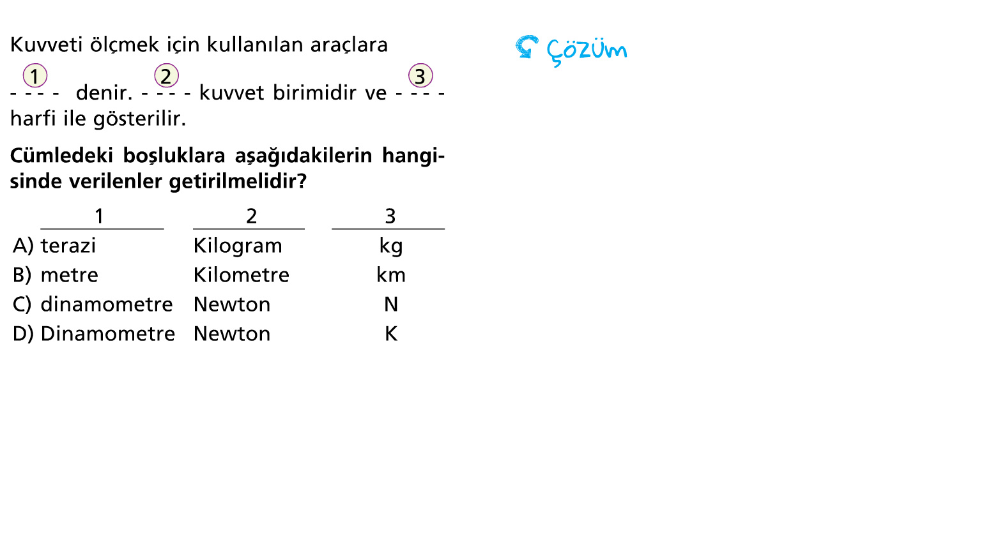 Kuvveti ölçmek için kullanılan araçlara
1 2 3
- - - - denir. - - - - kuvvet birimidir ve - - - -
harfi ile gösterilir.
Cümledeki boşluklara aşağıdakilerin hangi-
sinde verilenler getirilmelidir?
1 2 3
A) terazi Kilogram kg
B) metre Kilometre km
C) dinamometre Newton N
D) Dinamometre Newton K
Çözüm